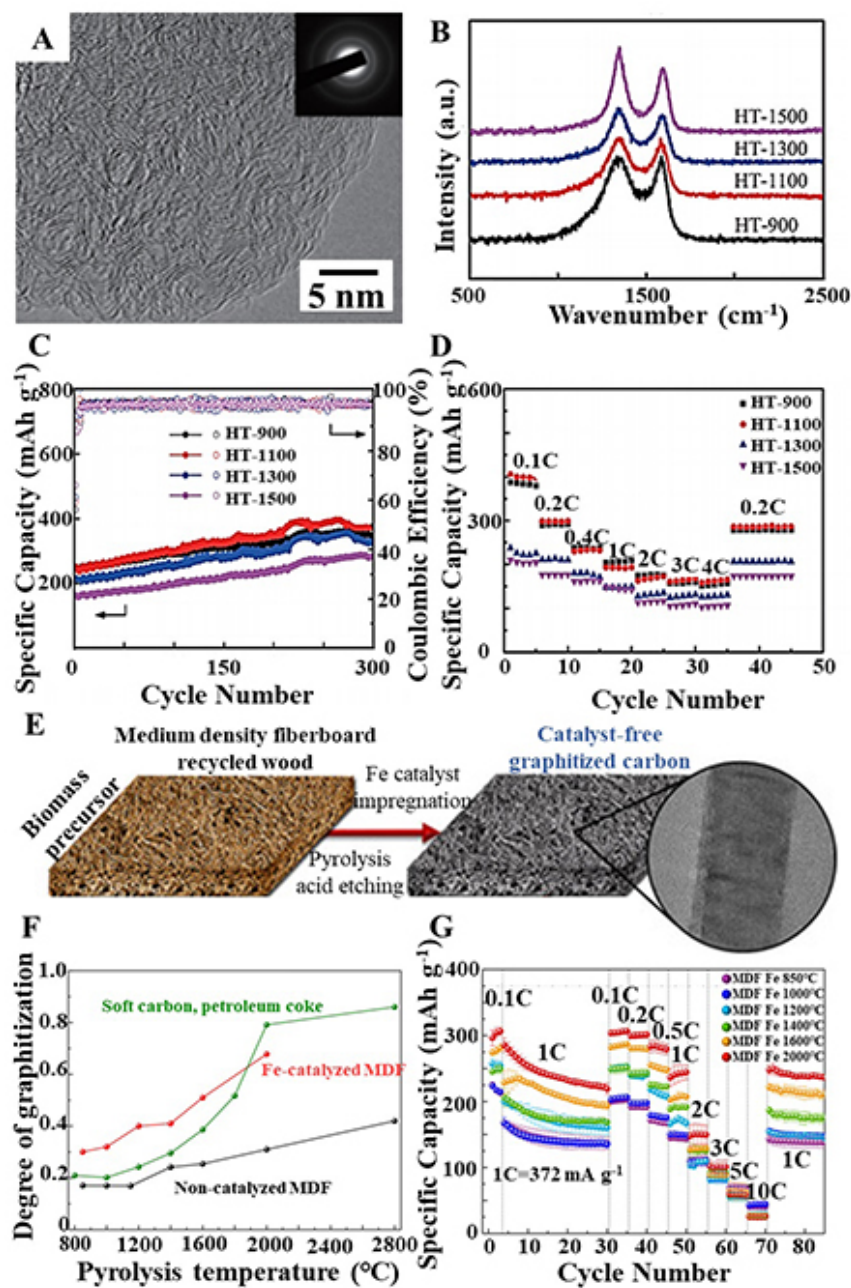 A
5 nm
B
Intensity (a.u.)
HT-1500
HT-1300
HT-1100
HT-900
500
1500
2500
Wavenumber (cm⁻¹)
C
Specific Capacity (mAh g⁻¹)
800
600
400
200
0
HT-900
HT-1100
HT-1300
HT-1500
100
80
60
40
20
0
Coulombic Efficiency (%)
0
150
300
Cycle Number
D
Specific Capacity (mAh g⁻¹)
600
300
0
HT-900
HT-1100
HT-1300
HT-1500
0.1C
0.2C
0.4C
1C
2C
3C
4C
0.2C
0
10
20
30
40
50
Cycle Number
E
Medium density fiberboard
recycled wood
Biomass
precursor
Fe catalyst
impregnation
Pyrolysis
acid etching
Catalyst-free
graphitized carbon
F
Degree of graphitization
1.0
0.8
0.6
0.4
0.2
0
Soft carbon, petroleum coke
Fe-catalyzed MDF
Non-catalyzed MDF
800
1200
1600
2000
2400
2800
Pyrolysis temperature (°C)
G
Specific Capacity (mAh g⁻¹)
400
350
300
250
200
150
100
50
0
MDF Fe 850°C
MDF Fe 1000°C
MDF Fe 1200°C
MDF Fe 1400°C
MDF Fe 1600°C
MDF Fe 2000°C
0.1C
1C
0.1C
0.2C
0.5C
1C
2C
3C
5C
10C
1C
1C=372 mA g⁻¹
0
10
20
30
40
50
60
70
80
Cycle Number